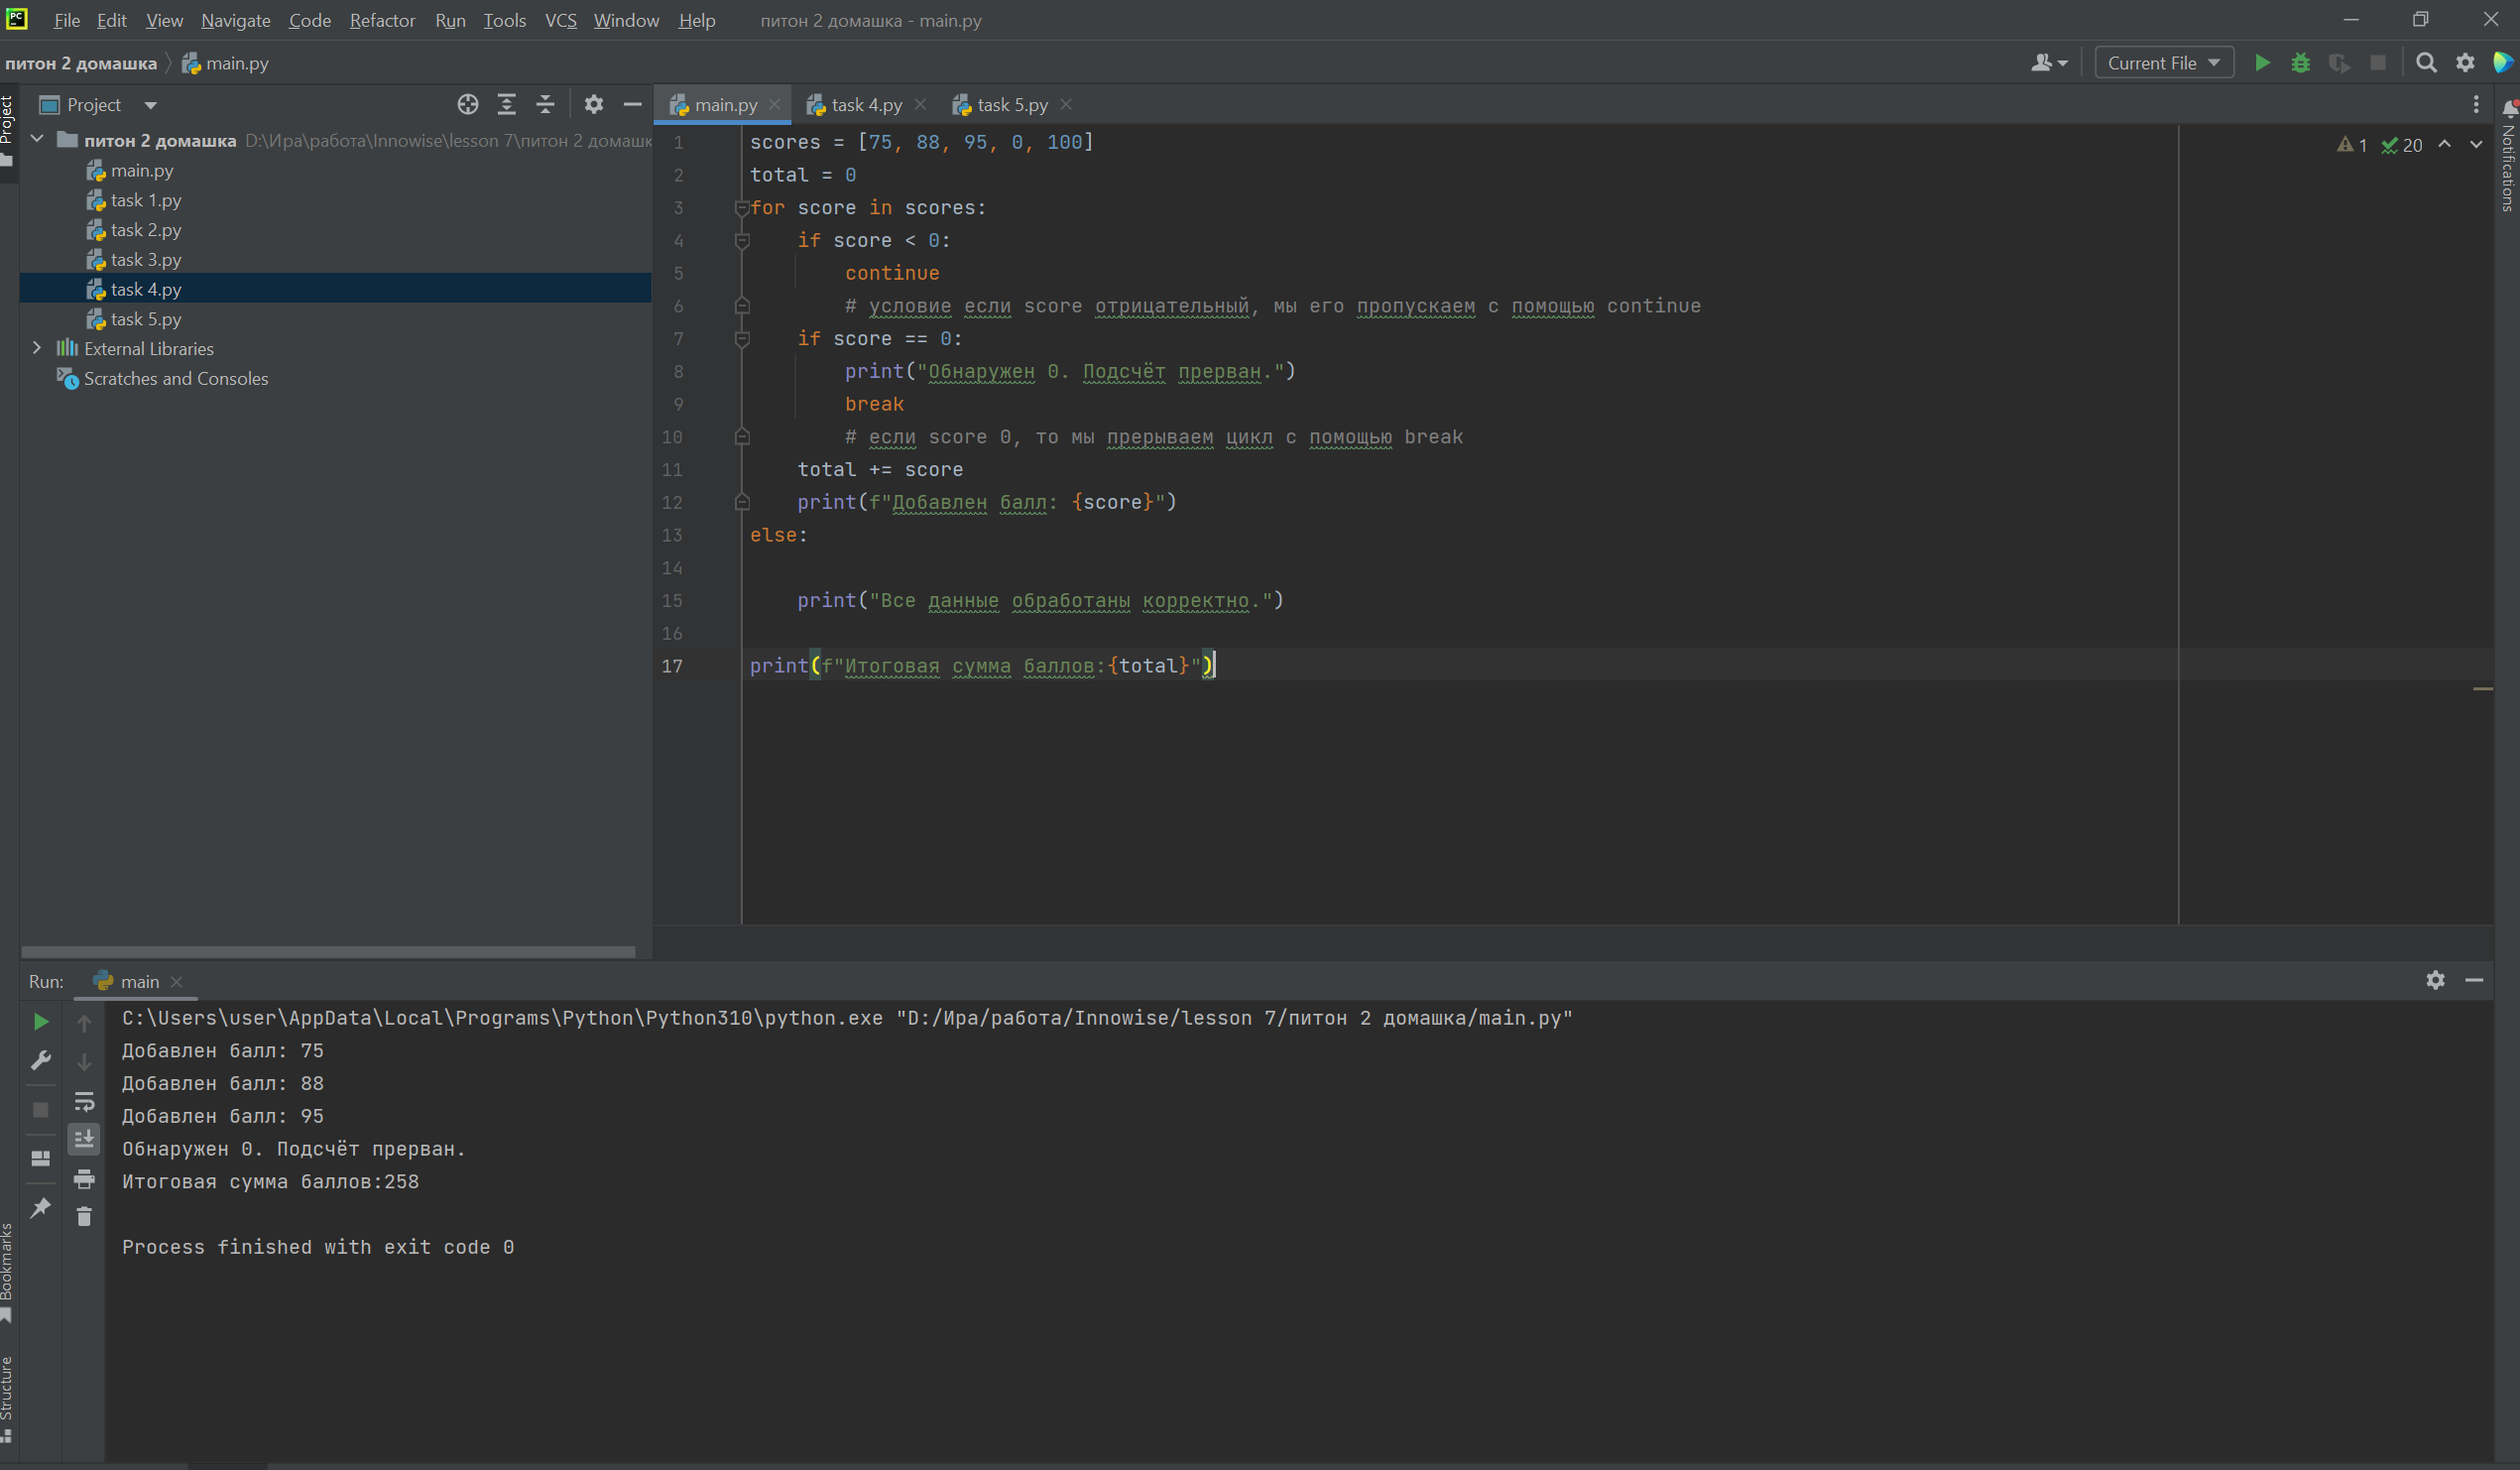 File Edit View Navigate Code Refactor Run Tools VCS Window Help питон 2 домашка - main.py
питон 2 домашка main.py Current File
Project
Project
main.py task 4.py task 5.py
питон 2 домашка D:\Ира\работа\Innowise\lesson 7\питон 2 домашк
main.py
task 1.py
task 2.py
task 3.py
task 4.py
task 5.py
External Libraries
Scratches and Consoles
1 scores = [75, 88, 95, 0, 100]
2 total = 0
3 for score in scores:
4 if score < 0:
5 continue
6 # условие если score отрицательный, мы его пропускаем с помощью continue
7 if score == 0:
8 print("Обнаружен 0. Подсчёт прерван.")
9 break
10 # если score 0, то мы прерываем цикл с помощью break
11 total += score
12 print(f"Добавлен балл: {score}")
13 else:
14
15 print("Все данные обработаны корректно.")
16
17 print(f"Итоговая сумма баллов:{total}")
1 20
Notifications
Run: main
C:\Users\user\AppData\Local\Programs\Python\Python310\python.exe "D:/Ира/работа/Innowise/lesson 7/питон 2 домашка/main.py"
Добавлен балл: 75
Добавлен балл: 88
Добавлен балл: 95
Обнаружен 0. Подсчёт прерван.
Итоговая сумма баллов:258
Process finished with exit code 0
Bookmarks
Structure